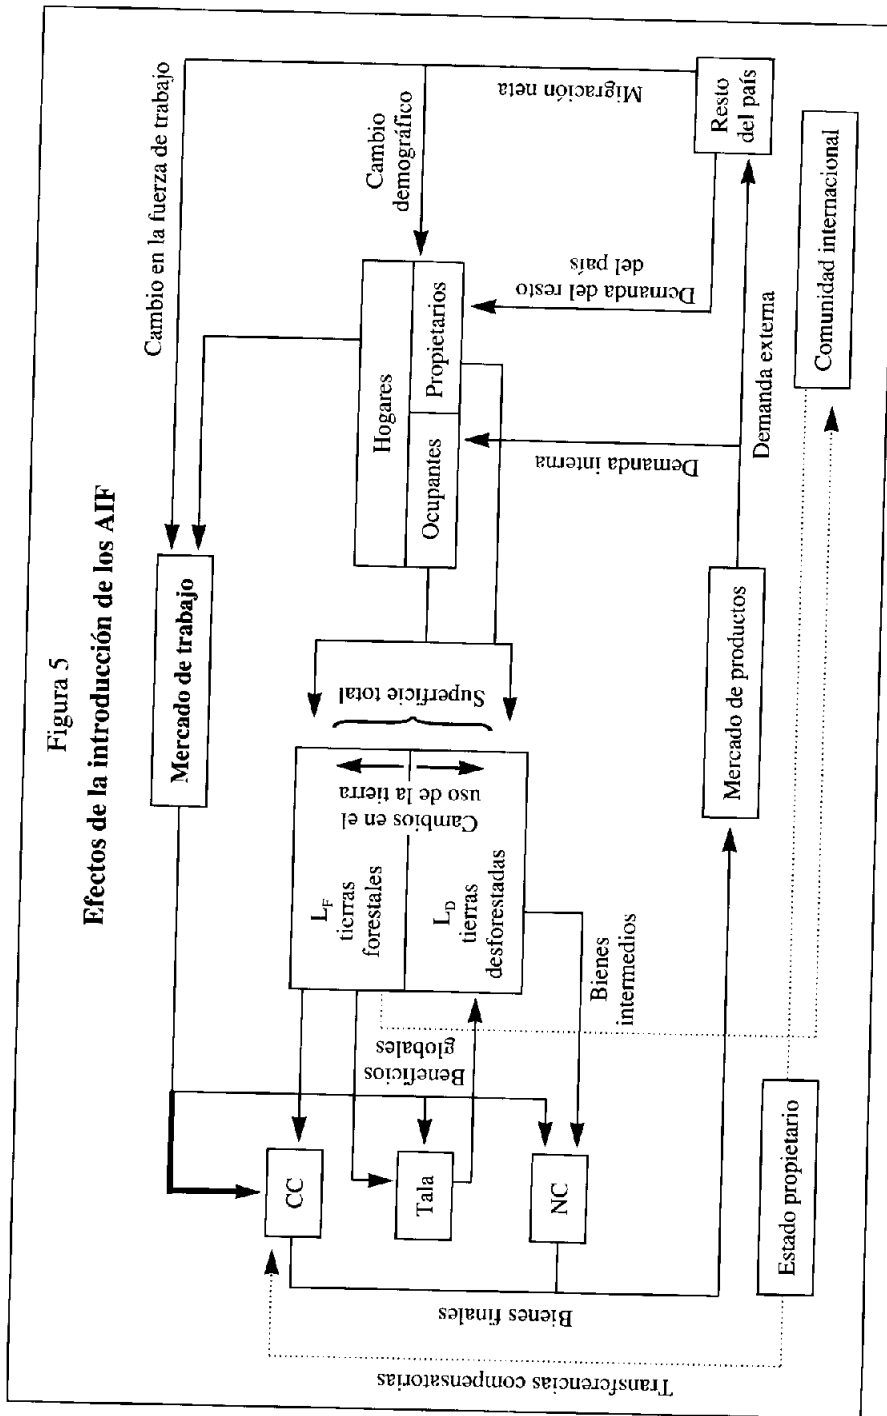 Figura 5
Efectos de la introducción de los AIF
Mercado de trabajo
Cambio en la fuerza de trabajo
CC
Tala
NC
Bienes finales
Transferencias compensatorias
Beneficios
globales
L_F
tierras
forestales
L_D
tierras
desforestadas
Cambios en el
uso de la tierra
Superficie total
Bienes
intermedios
Hogares
Ocupantes
Propietarios
Cambio
demográfico
Migración neta
Demanda interna
Demanda del resto
del país
Resto
del país
Mercado de productos
Demanda externa
Estado propietario
Comunidad internacional